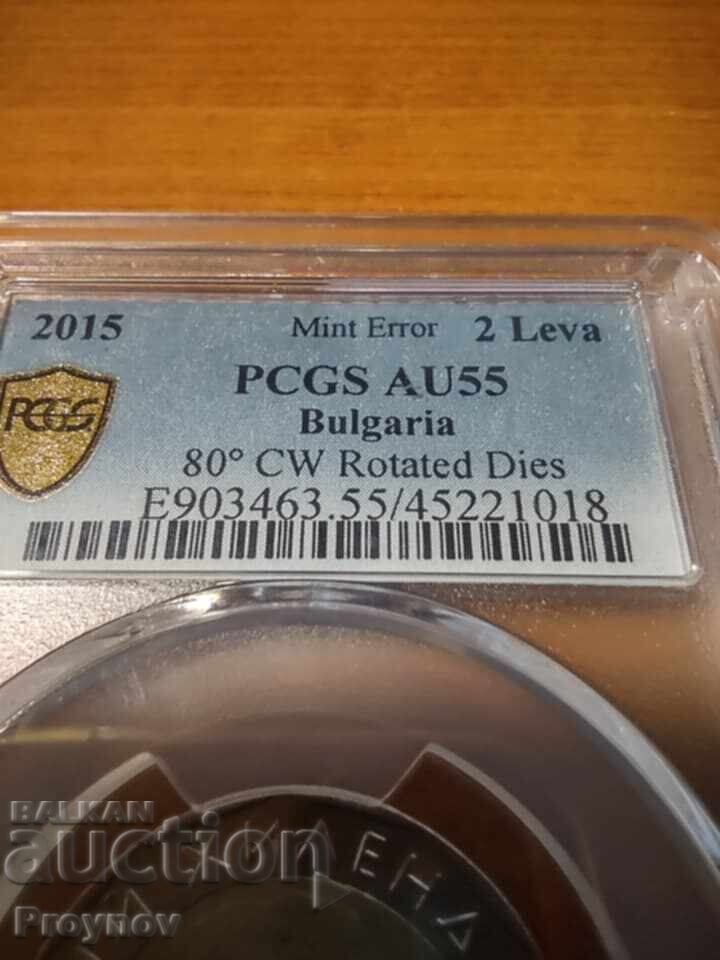 2015 Mint Error 2 Leva
PCGS AU55
PCGS
Bulgaria
80° CW Rotated Dies
E903463.55/45221018
BALKAN
auction
Proynov